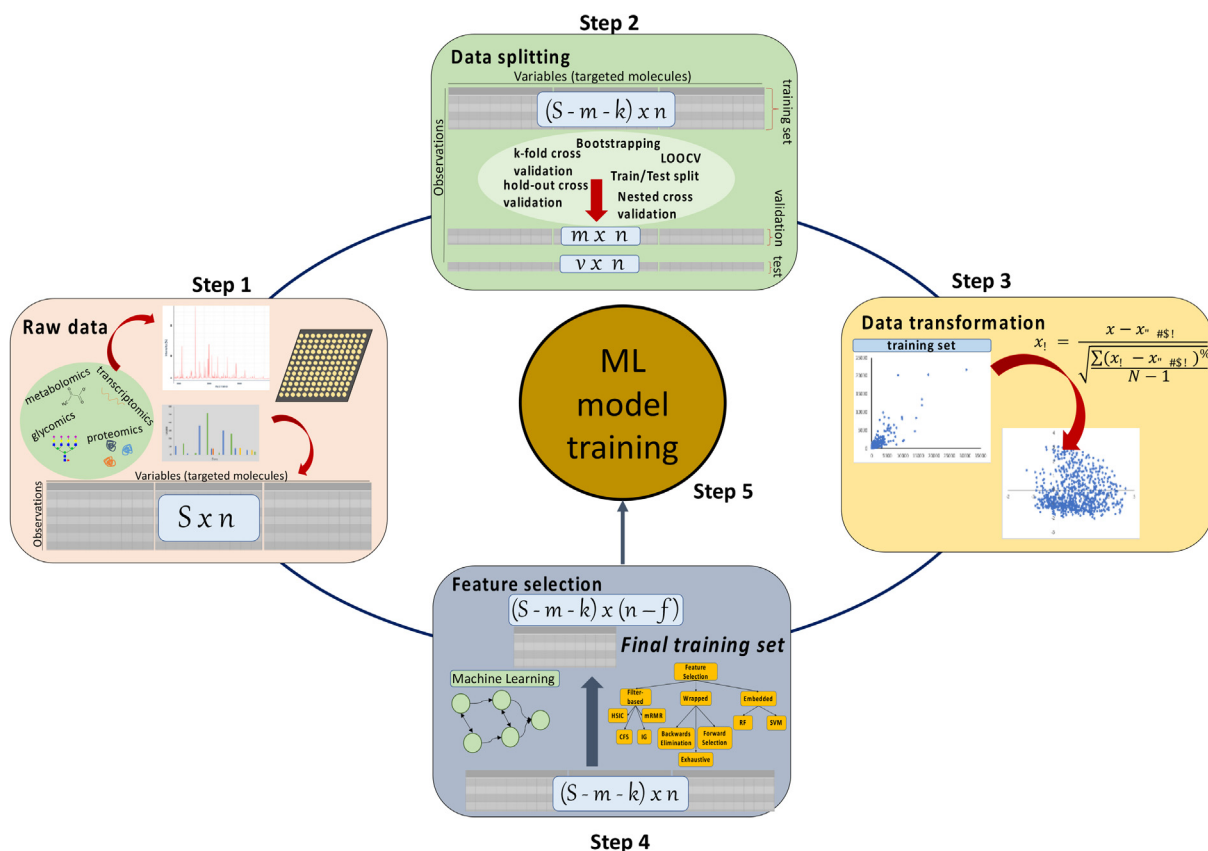 Step 2
Data splitting
Variables (targeted molecules)
Observations
(S - m - k) x n
training set
Bootstrapping
k-fold cross
validation
LOOCV
Train/Test split
hold-out cross
validation
Nested cross
validation
m x n
validation
v x n
test
Step 1
Raw data
metabolomics
transcriptomics
glycomics
proteomics
Variables (targeted molecules)
Observations
S x n
Step 3
Data transformation
training set
x! = x − x" #$! / √ ∑(x! − x" #$! )% / N − 1
ML
model
training
Step 5
Feature selection
(S - m - k) x (n – f)
Final training set
Machine Learning
Feature
Selection
Filter-
based
Wrapped
Embedded
HSIC
mRMR
RF
SVM
CFS
IG
Backwards
Elimination
Forward
Selection
Exhaustive
(S - m - k) x n
Step 4